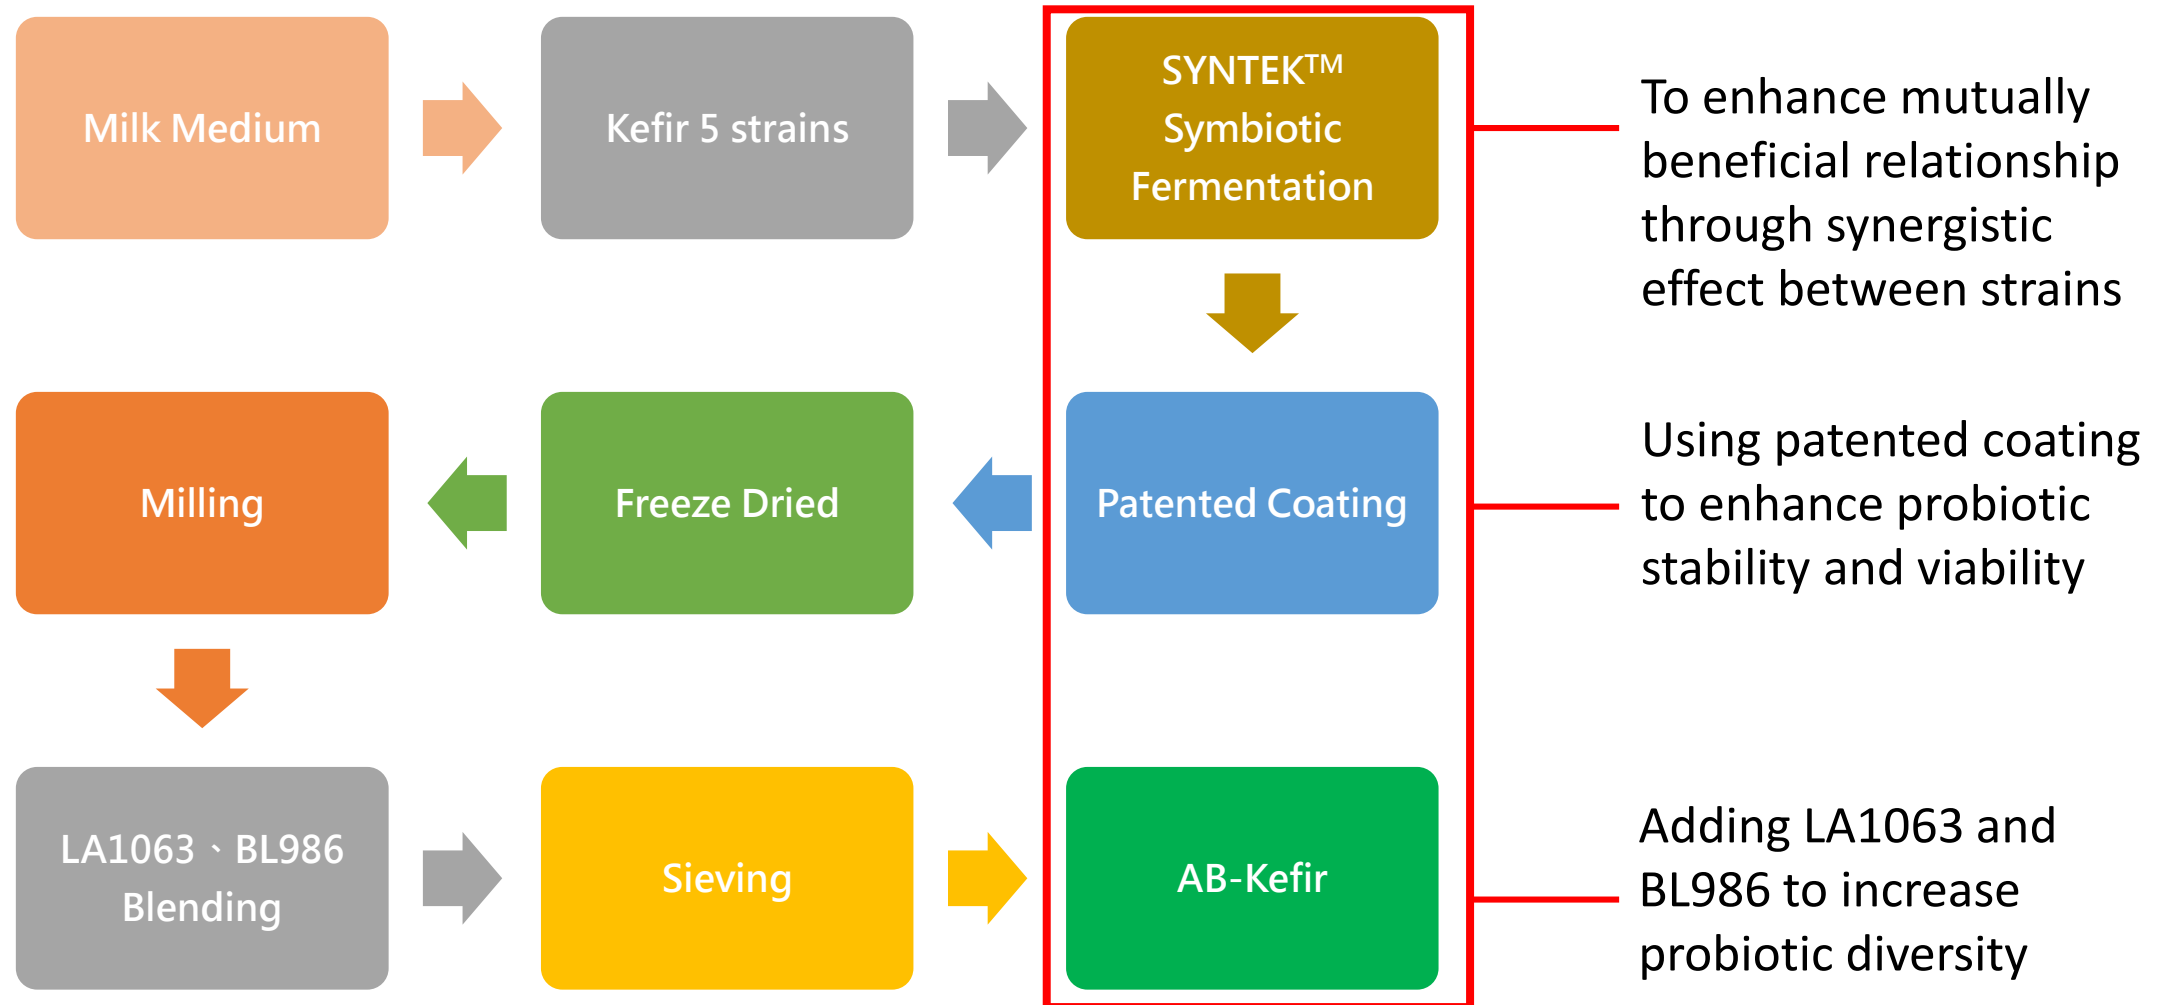 Milk Medium
Kefir 5 strains
SYNTEK™
Symbiotic
Fermentation
To enhance mutually
beneficial relationship
through synergistic
effect between strains
Milling
Freeze Dried
Patented Coating
Using patented coating
to enhance probiotic
stability and viability
LA1063、BL986
Blending
Sieving
AB-Kefir
Adding LA1063 and
BL986 to increase
probiotic diversity